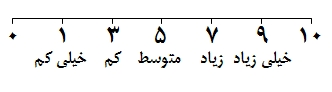 ۰ ۱ ۳ ۵ ۷ ۹ ۱۰
خیلی کم کم متوسط زیاد خیلی زیاد